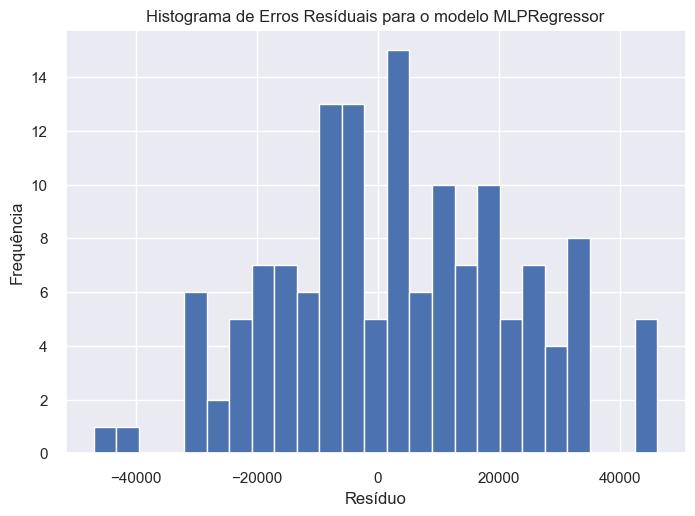 Histograma de Erros Resíduais para o modelo MLPRegressor
Frequência
14
12
10
8
6
4
2
0
−40000 −20000 0 20000 40000
Resíduo